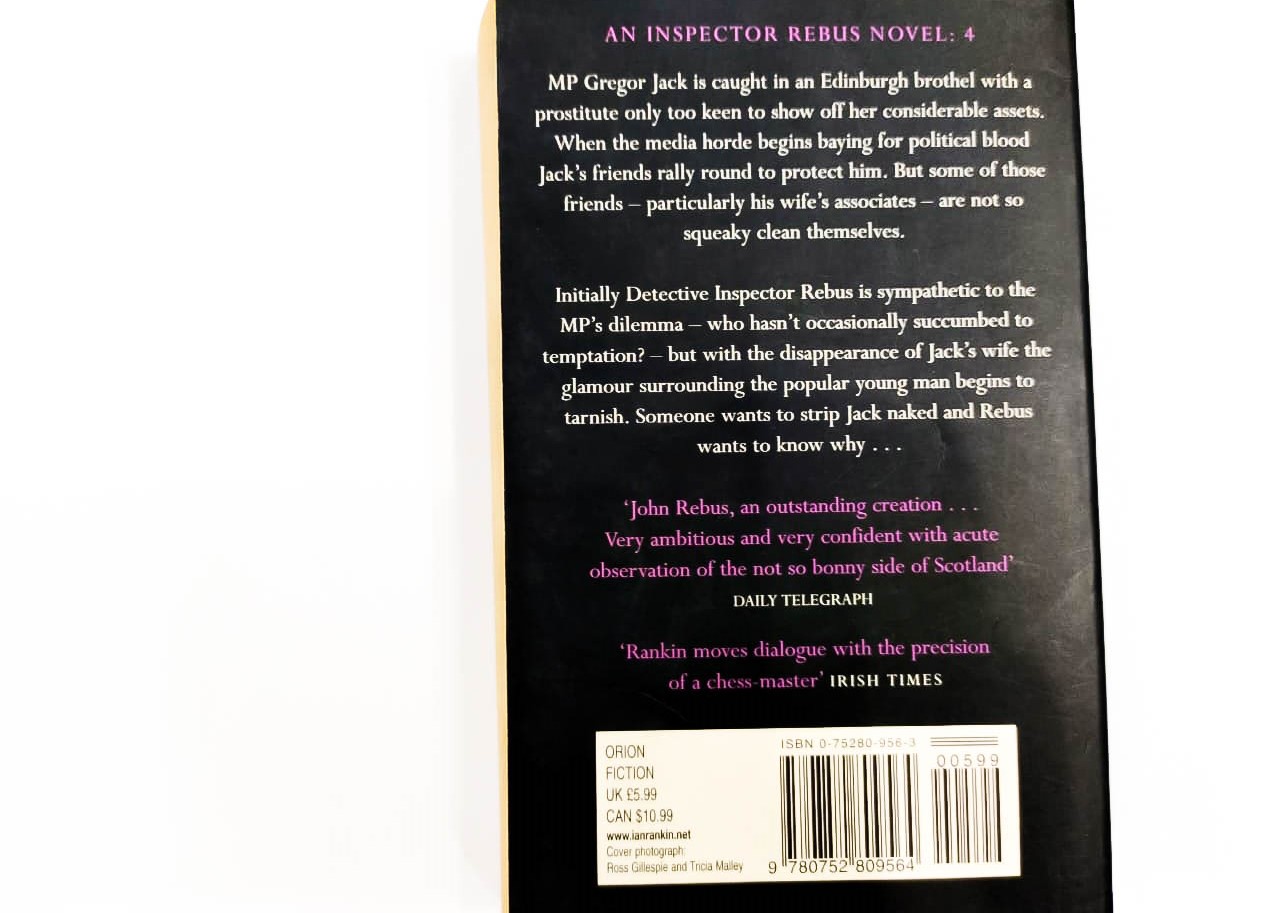 AN INSPECTOR REBUS NOVEL: 4
MP Gregor Jack is caught in an Edinburgh brothel with a
prostitute only too keen to show off her considerable assets.
When the media horde begins baying for political blood
Jack's friends rally round to protect him. But some of those
friends – particularly his wife's associates – are not so
squeaky clean themselves.
Initially Detective Inspector Rebus is sympathetic to the
MP's dilemma – who hasn't occasionally succumbed to
temptation? – but with the disappearance of Jack's wife the
glamour surrounding the popular young man begins to
tarnish. Someone wants to strip Jack naked and Rebus
wants to know why . . .
'John Rebus, an outstanding creation . . .
Very ambitious and very confident with acute
observation of the not so bonny side of Scotland'
DAILY TELEGRAPH
'Rankin moves dialogue with the precision
of a chess-master' IRISH TIMES
ORION
FICTION
UK £5.99
CAN $10.99
www.ianrankin.net
Cover photograph:
Ross Gillespie and Tricia Malley
ISBN 0-75280-956-3
00599
9 780752 809564